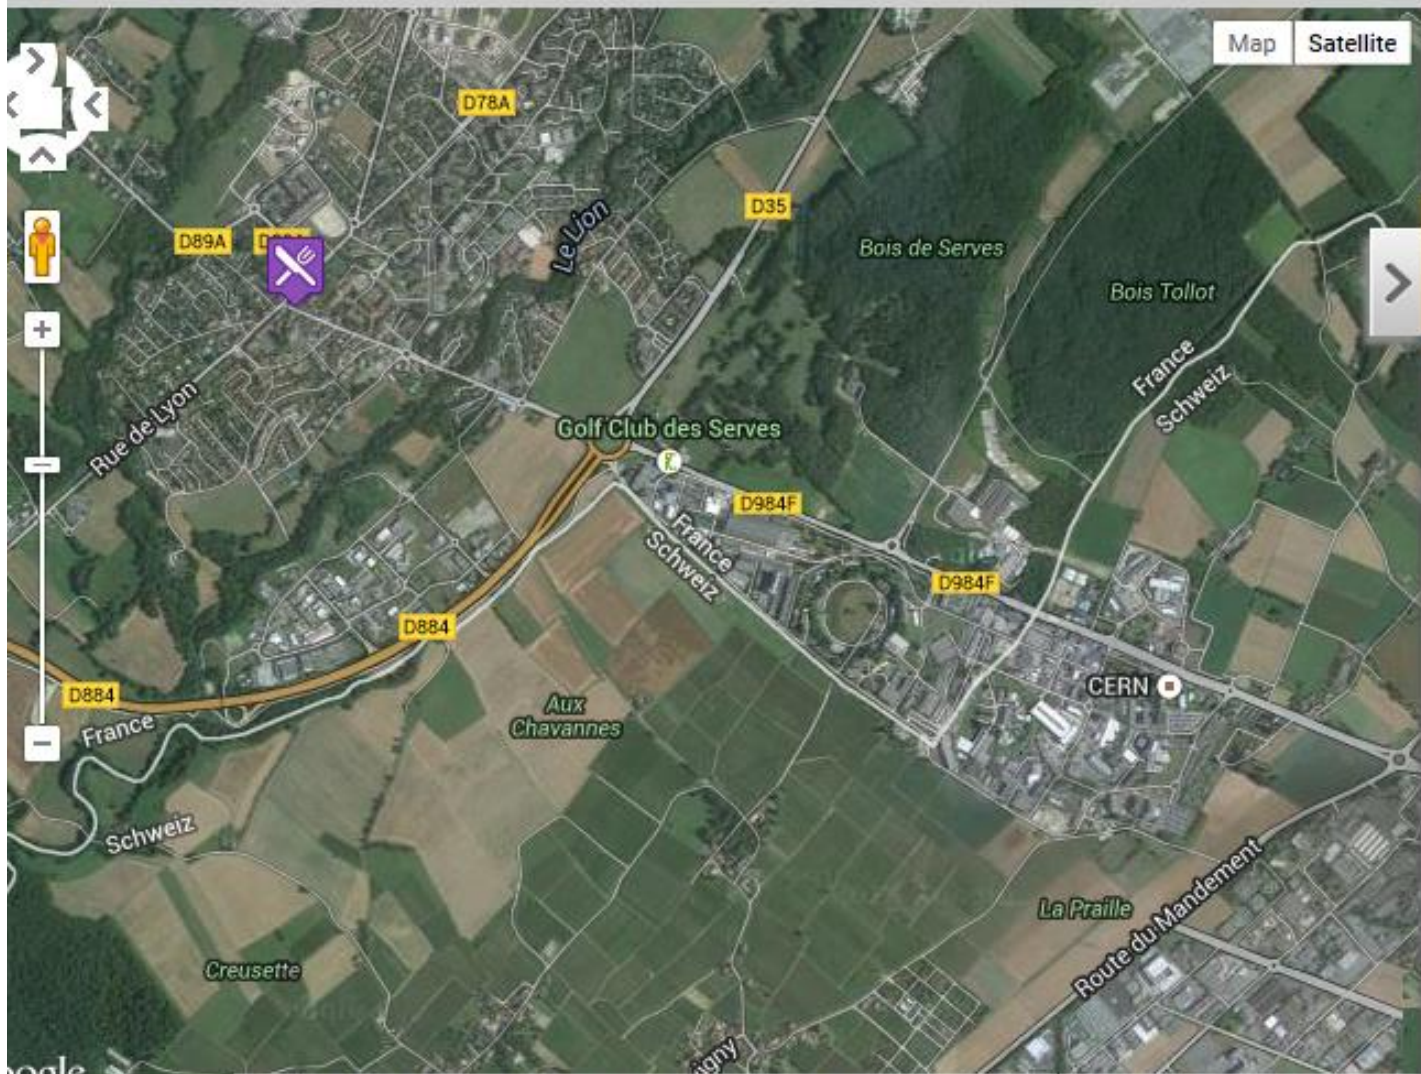 Map
Satellite
D78A
D35
Le Lion
D89A
Bois de Serves
Bois Tollot
France
Schweiz
Rue de Lyon
Golf Club des Serves
D984F
France
Schweiz
D984F
D884
CERN
D884
France
Aux
Chavannes
Schweiz
La Praille
Route du Mandement
Creusette